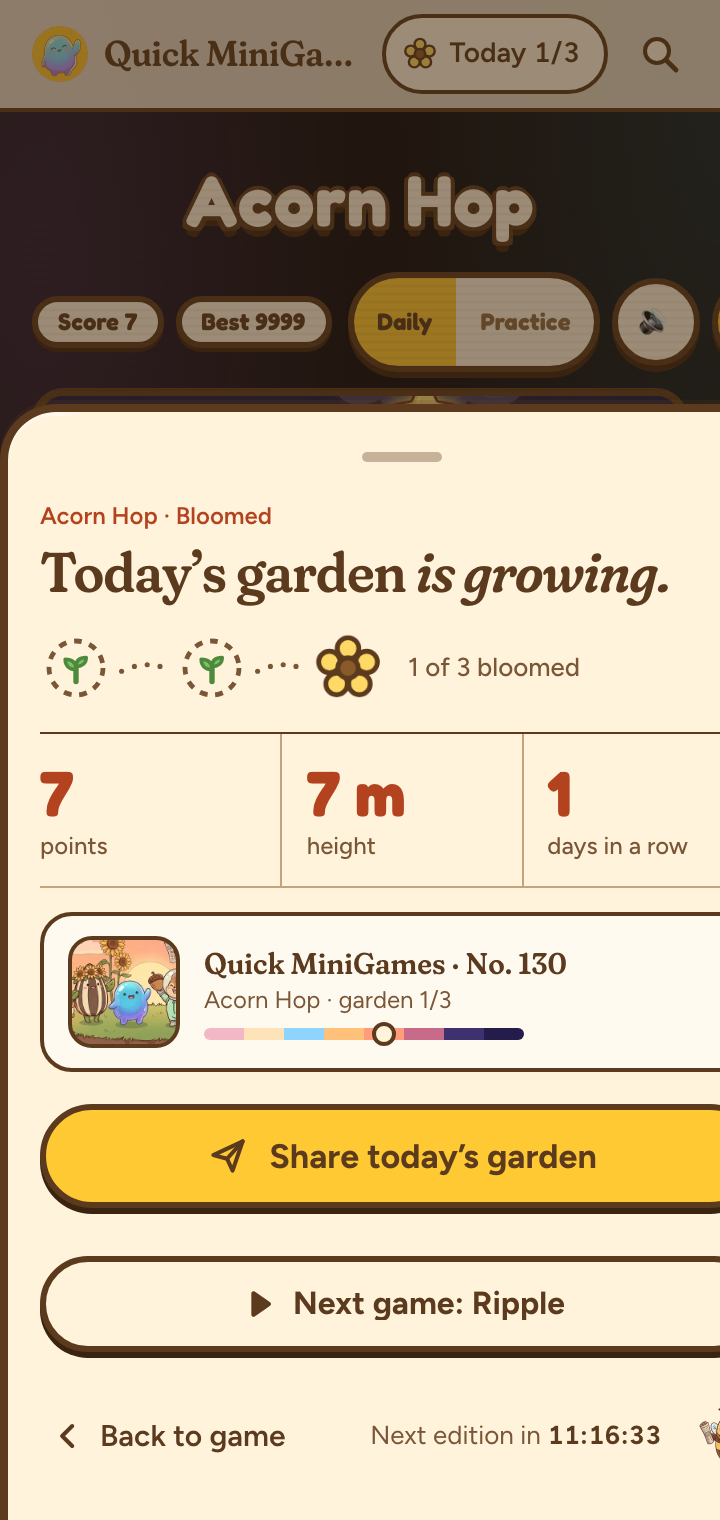 Quick MiniGa...
Today 1/3
Acorn Hop
Score 7
Best 9999
Daily
Practice
Acorn Hop · Bloomed
Today’s garden is growing.
1 of 3 bloomed
7
points
7 m
height
1
days in a row
Quick MiniGames · No. 130
Acorn Hop · garden 1/3
Share today’s garden
Next game: Ripple
Back to game
Next edition in 11:16:33